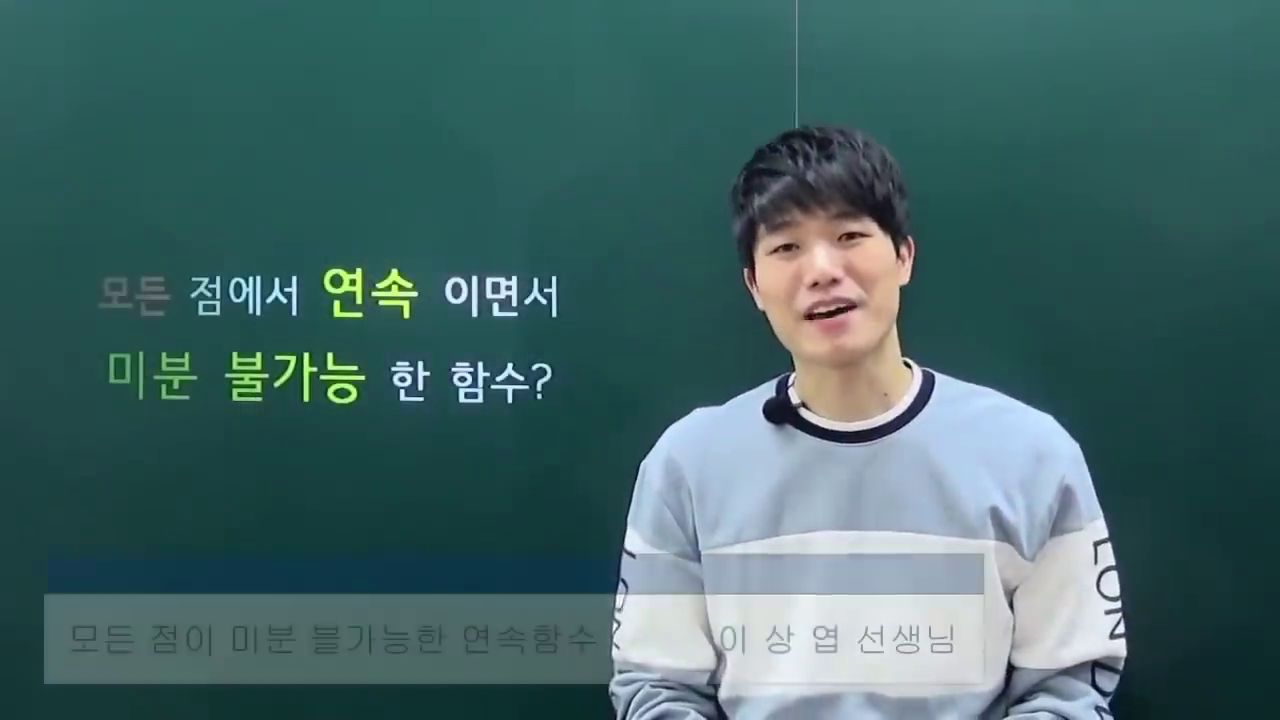 모든 점에서 연속 이면서
미분 불가능 한 함수?
모든 점이 미분 불가능한 연속함수 이 상 엽 선생님
LON